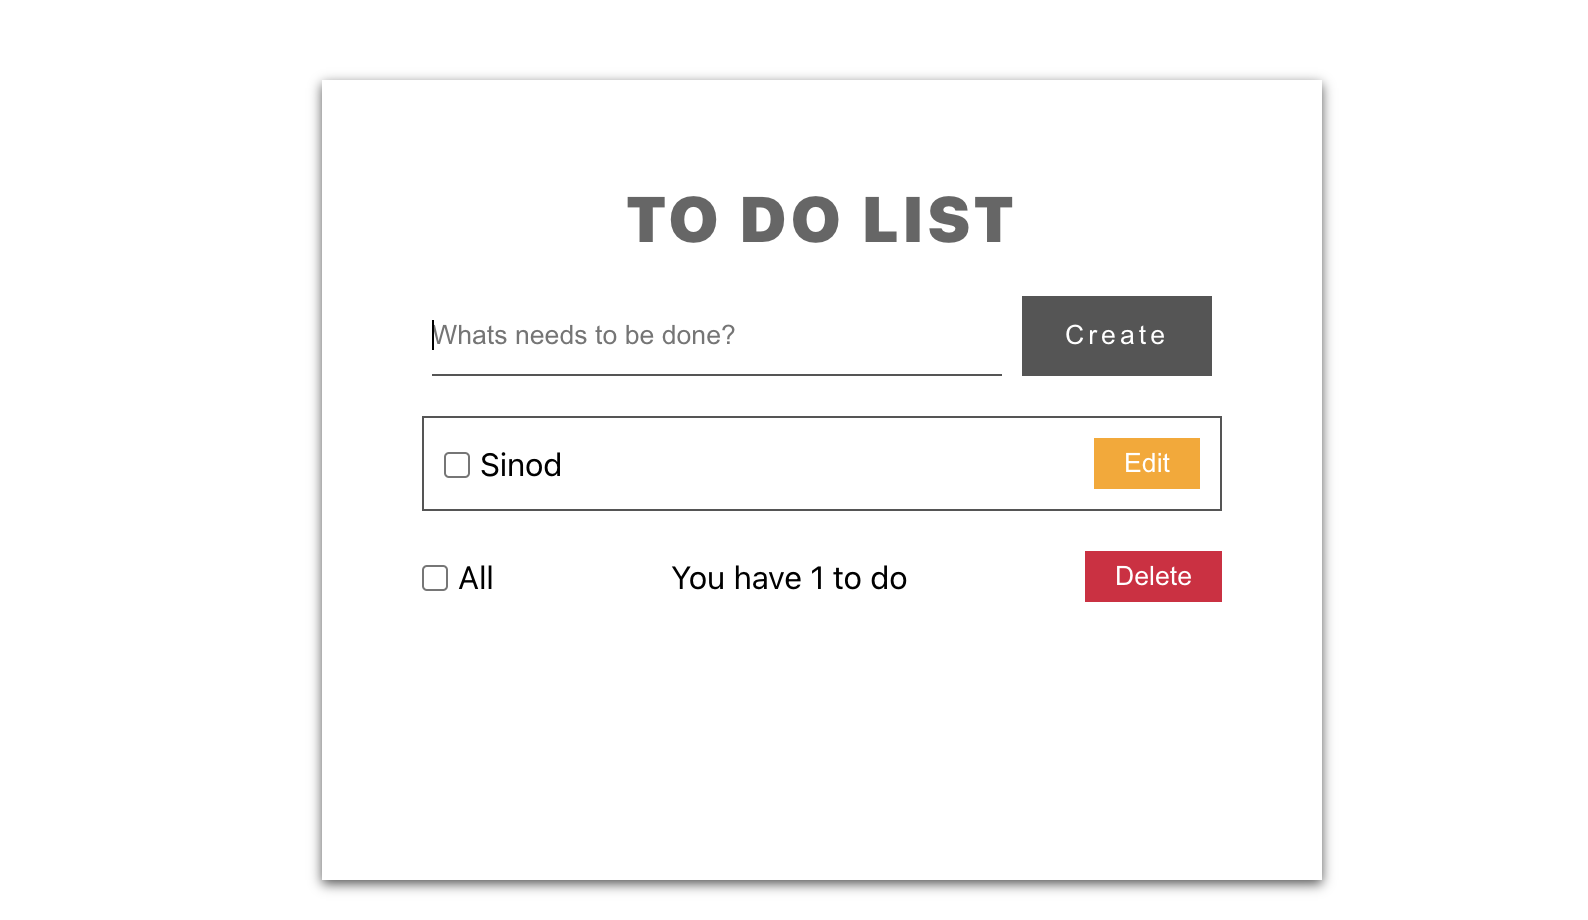 TO DO LIST
Whats needs to be done?
Create
Sinod
Edit
All
You have 1 to do
Delete